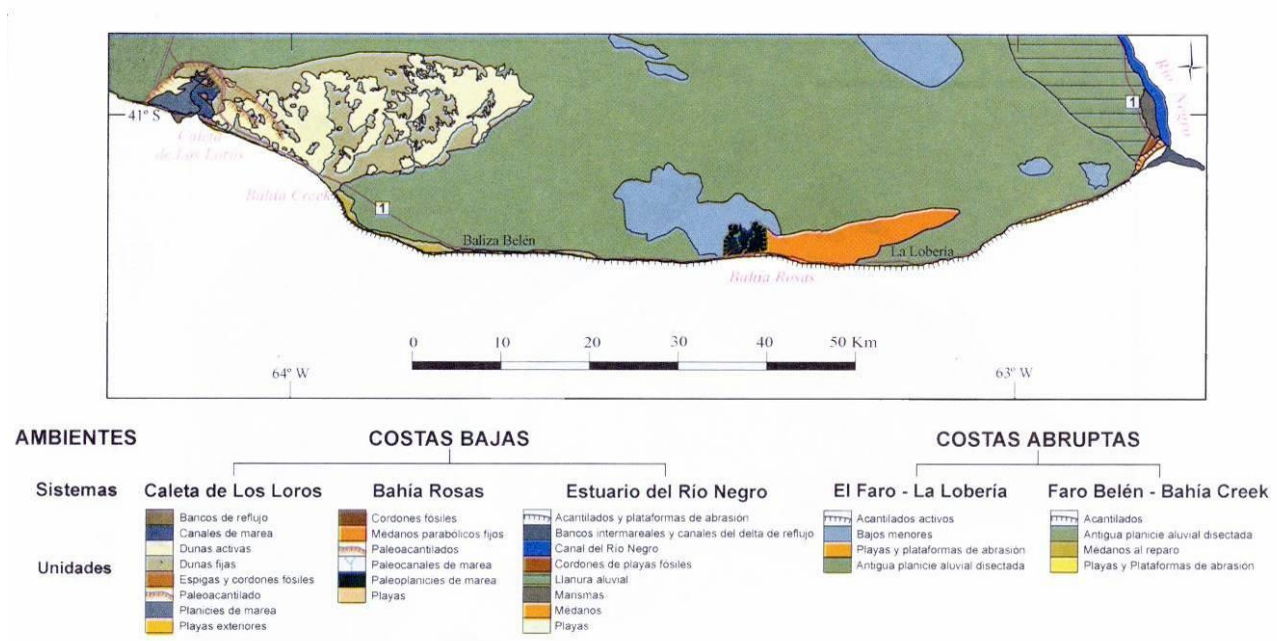 41º S
Caleta
de Los Loros
Bahía Creek
1
Baliza Belén
Bahía Rosas
La Lobería
1
Río Negro
0 10 20 30 40 50 Km
64º W
63º W
AMBIENTES
COSTAS BAJAS
COSTAS ABRUPTAS
Sistemas
Unidades
Caleta de Los Loros
Bancos de reflujo
Canales de marea
Dunas activas
Dunas fijas
Espigas y cordones fósiles
Paleoacantilado
Planicies de marea
Playas exteriores
Bahía Rosas
Cordones fósiles
Médanos parabólicos fijos
Paleoacantilados
Paleocanales de marea
Paleoplanicies de marea
Playas
Estuario del Río Negro
Acantilados y plataformas de abrasión
Bancos intermareales y canales del delta de reflujo
Canal del Río Negro
Cordones de playas fósiles
Llanura aluvial
Marismas
Médanos
Playas
El Faro - La Lobería
Acantilados activos
Bajos menores
Playas y plataformas de abrasión
Antigua planicie aluvial disectada
Faro Belén - Bahía Creek
Acantilados
Antigua planicie aluvial disectada
Médanos al reparo
Playas y Plataformas de abrasión